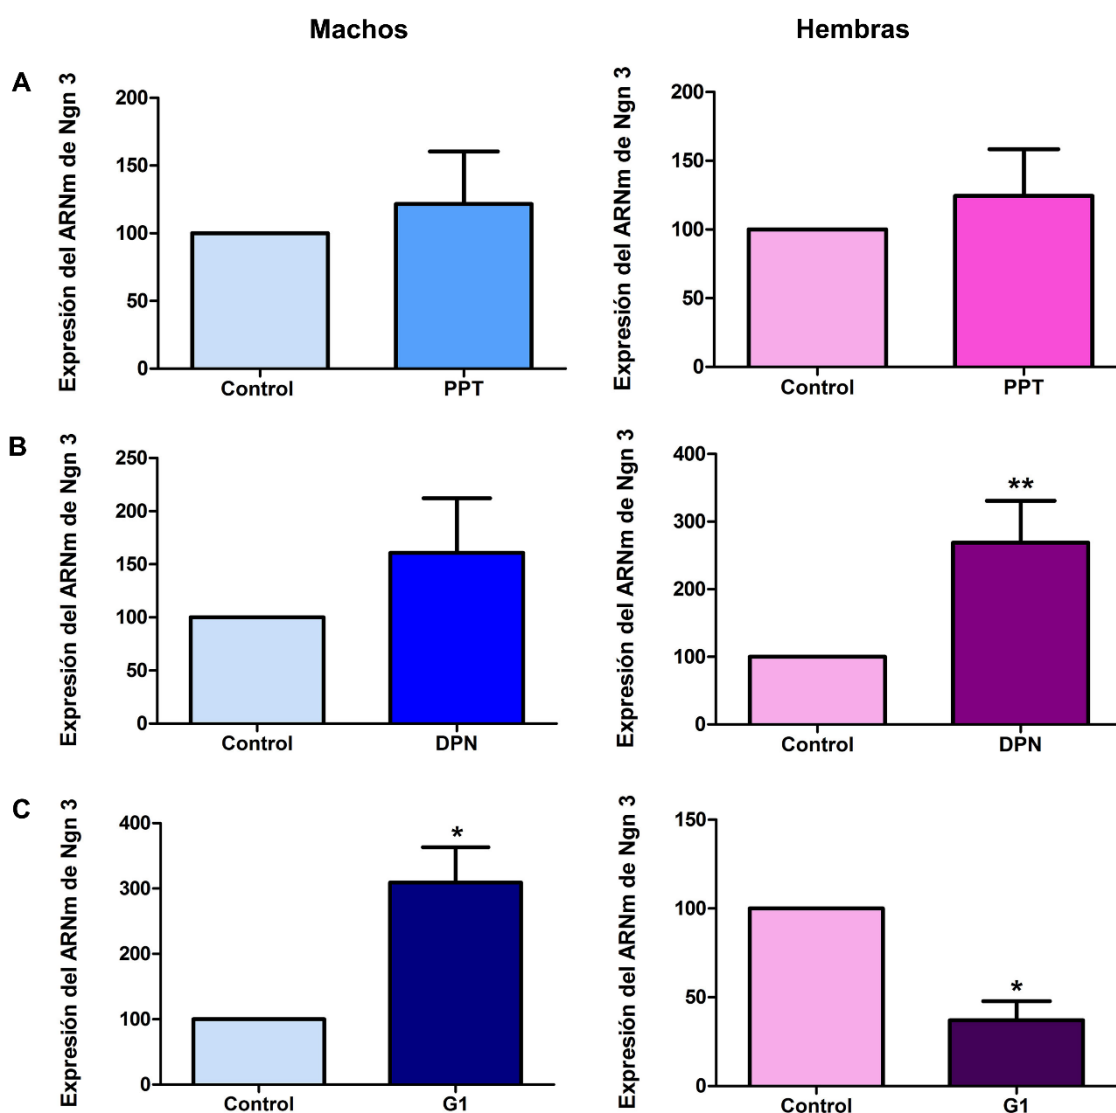 Machos
Hembras
A
Expresión del ARNm de Ngn 3
200
150
100
50
0
Control
PPT
Expresión del ARNm de Ngn 3
200
150
100
50
0
Control
PPT
B
Expresión del ARNm de Ngn 3
250
200
150
100
50
0
Control
DPN
Expresión del ARNm de Ngn 3
400
300
200
100
0
**
Control
DPN
C
Expresión del ARNm de Ngn 3
400
300
200
100
0
*
Control
G1
Expresión del ARNm de Ngn 3
150
100
50
0
*
Control
G1